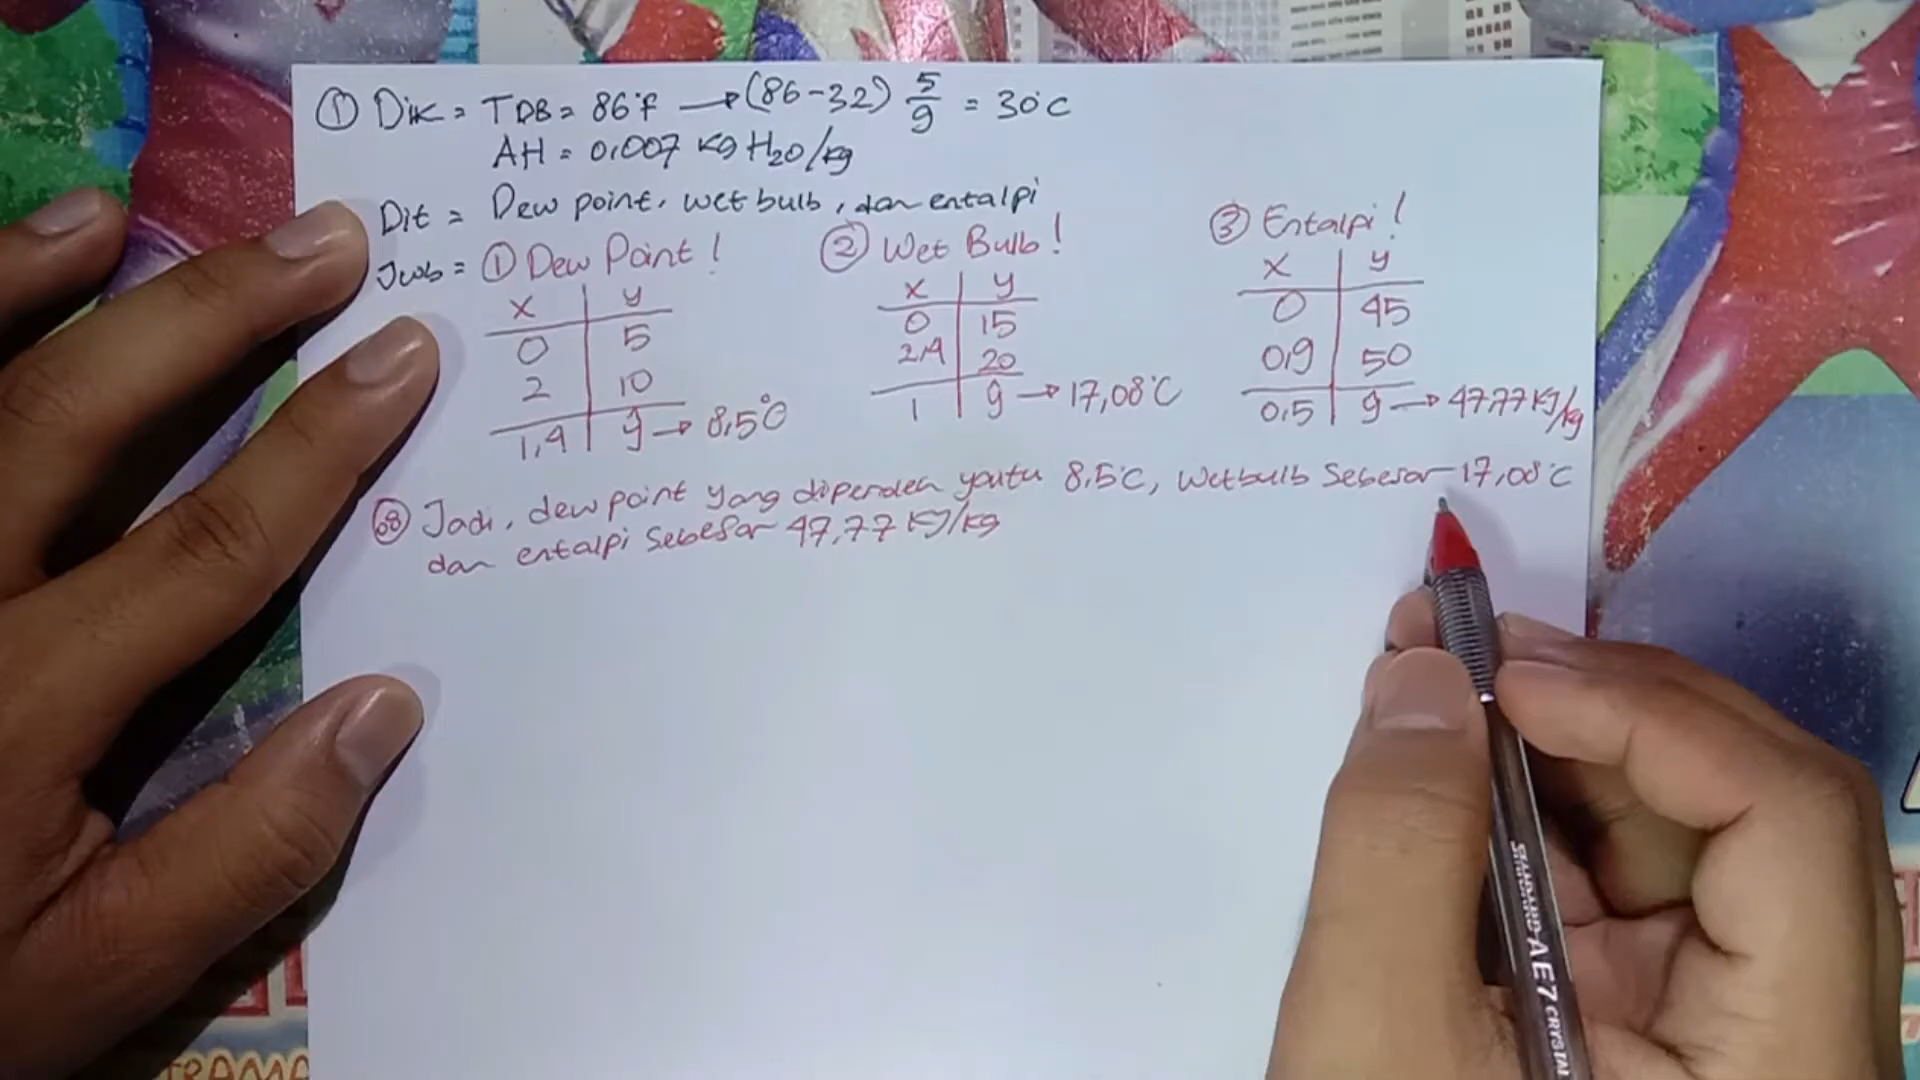 ① Dik = TDB = 86°F → (86-32) 5/9 = 30°C
AH = 0,007 kg H2O/kg
Dit = Dew point, wet bulb, dan entalpi
Jwb = ① Dew Point!
x | y
0 | 5
2 | 10
1,4 | ŷ → 8,5°C
② Wet Bulb!
x | y
0 | 15
2,4 | 20
1 | ŷ → 17,08°C
③ Entalpi!
x | y
0 | 45
0,9 | 50
0,5 | ŷ → 47,77 KJ/kg
Jadi, dew point yang diperoleh yaitu 8,5°C, Wetbulb Sebesar 17,08°C
dan entalpi Sebesar 47,77 KJ/kg
STANDARD AE7 CRYSTAL